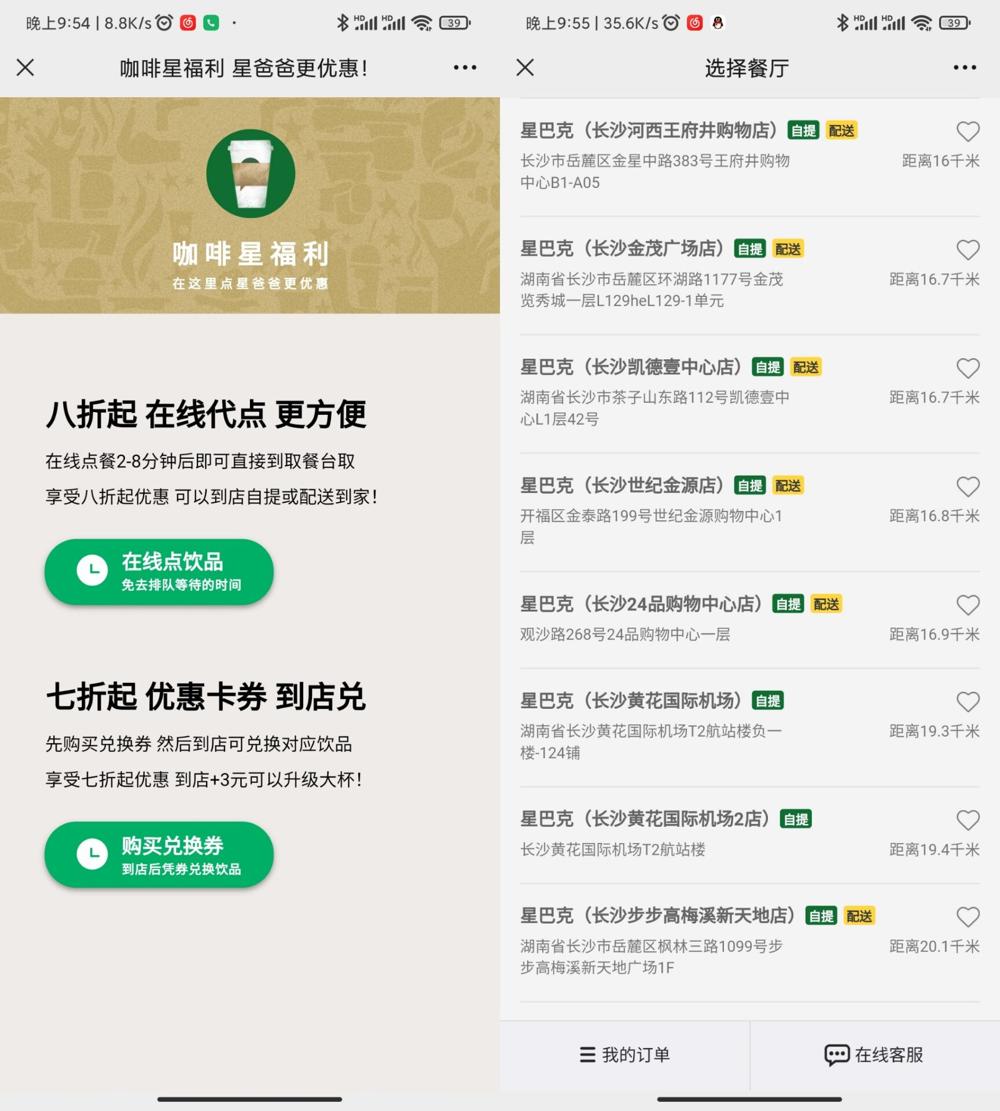 晚上9:54 | 8.8K/s
39
咖啡星福利 星爸爸更优惠！
咖啡星福利
在这里点星爸爸更优惠
八折起 在线代点 更方便
在线点餐2-8分钟后即可直接到取餐台取
享受八折起优惠 可以到店自提或配送到家！
在线点饮品
免去排队等待的时间
七折起 优惠卡券 到店兑
先购买兑换券 然后到店可兑换对应饮品
享受七折起优惠 到店+3元可以升级大杯！
购买兑换券
到店后凭券兑换饮品
晚上9:55 | 35.6K/s
39
选择餐厅
星巴克（长沙河西王府井购物店） 自提 配送
长沙市岳麓区金星中路383号王府井购物
中心B1-A05
距离16千米
星巴克（长沙金茂广场店） 自提 配送
湖南省长沙市岳麓区环湖路1177号金茂
览秀城一层L129heL129-1单元
距离16.7千米
星巴克（长沙凯德壹中心店） 自提 配送
湖南省长沙市茶子山东路112号凯德壹中
心L1层42号
距离16.7千米
星巴克（长沙世纪金源店） 自提 配送
开福区金泰路199号世纪金源购物中心1
层
距离16.8千米
星巴克（长沙24品购物中心店） 自提 配送
观沙路268号24品购物中心一层
距离16.9千米
星巴克（长沙黄花国际机场） 自提
湖南省长沙黄花国际机场T2航站楼负一
楼-124铺
距离19.3千米
星巴克（长沙黄花国际机场2店） 自提
长沙黄花国际机场T2航站楼
距离19.4千米
星巴克（长沙步步高梅溪新天地店） 自提 配送
湖南省长沙市岳麓区枫林三路1099号步
步高梅溪新天地广场1F
距离20.1千米
我的订单
在线客服